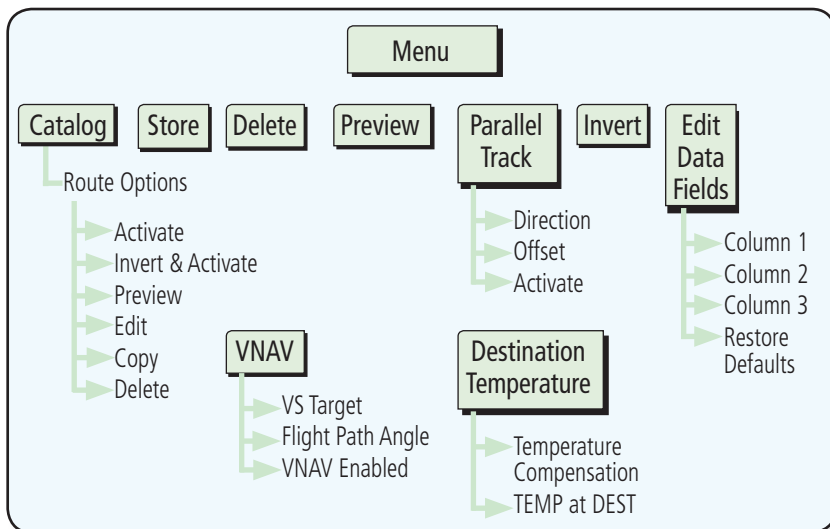 Menu
Catalog
Store
Delete
Preview
Parallel
Track
Invert
Edit
Data
Fields
Route Options
Activate
Invert & Activate
Preview
Edit
Copy
Delete
Direction
Offset
Activate
Column 1
Column 2
Column 3
Restore
Defaults
VNAV
VS Target
Flight Path Angle
VNAV Enabled
Destination
Temperature
Temperature
Compensation
TEMP at DEST